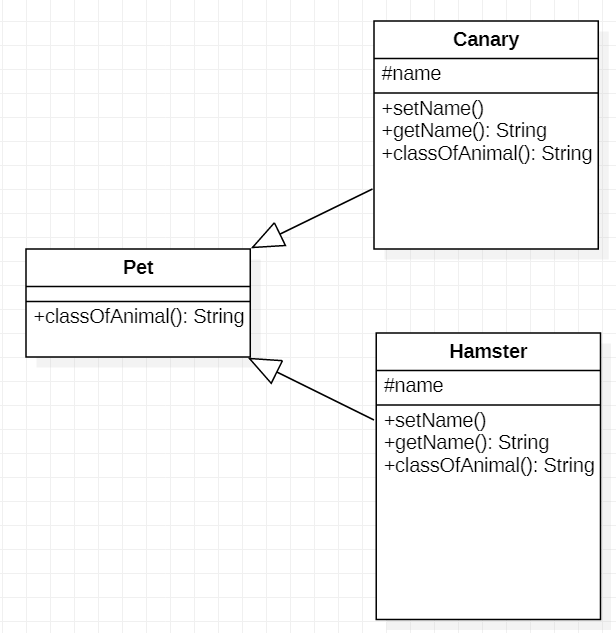 Canary
#name
+setName()
+getName(): String
+classOfAnimal(): String
Pet
+classOfAnimal(): String
Hamster
#name
+setName()
+getName(): String
+classOfAnimal(): String